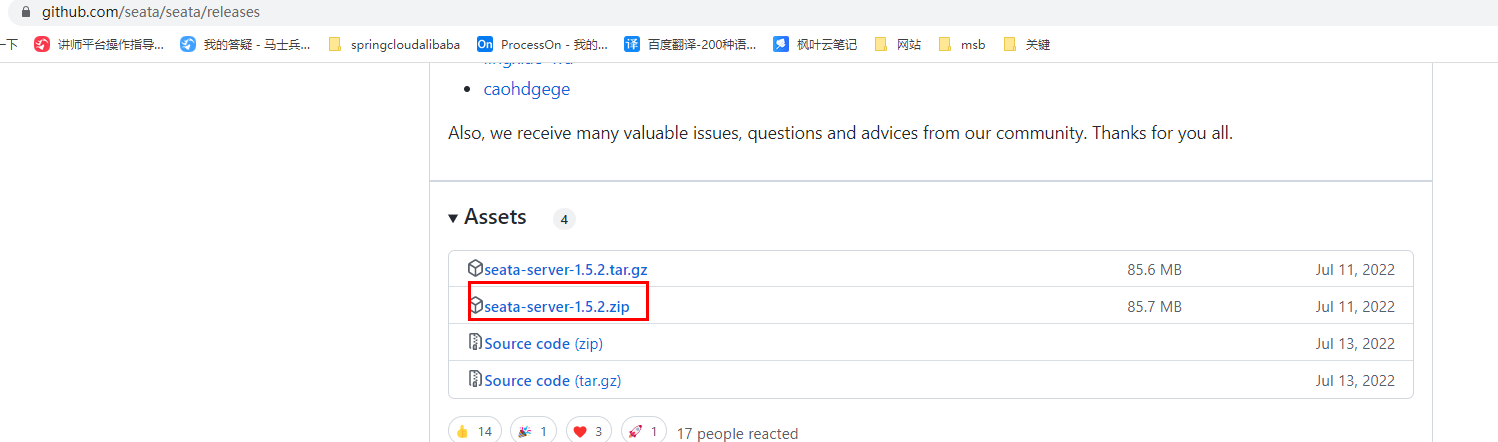 github.com/seata/seata/releases
一下 讲师平台操作指导... 我的答疑 - 马士兵... springcloudalibaba ProcessOn - 我的... 百度翻译-200种语... 枫叶云笔记 网站 msb 关键
caohdgege
Also, we receive many valuable issues, questions and advices from our community. Thanks for you all.
Assets 4
seata-server-1.5.2.tar.gz 85.6 MB Jul 11, 2022
seata-server-1.5.2.zip 85.7 MB Jul 11, 2022
Source code (zip) Jul 13, 2022
Source code (tar.gz) Jul 13, 2022
14 1 3 1 17 people reacted